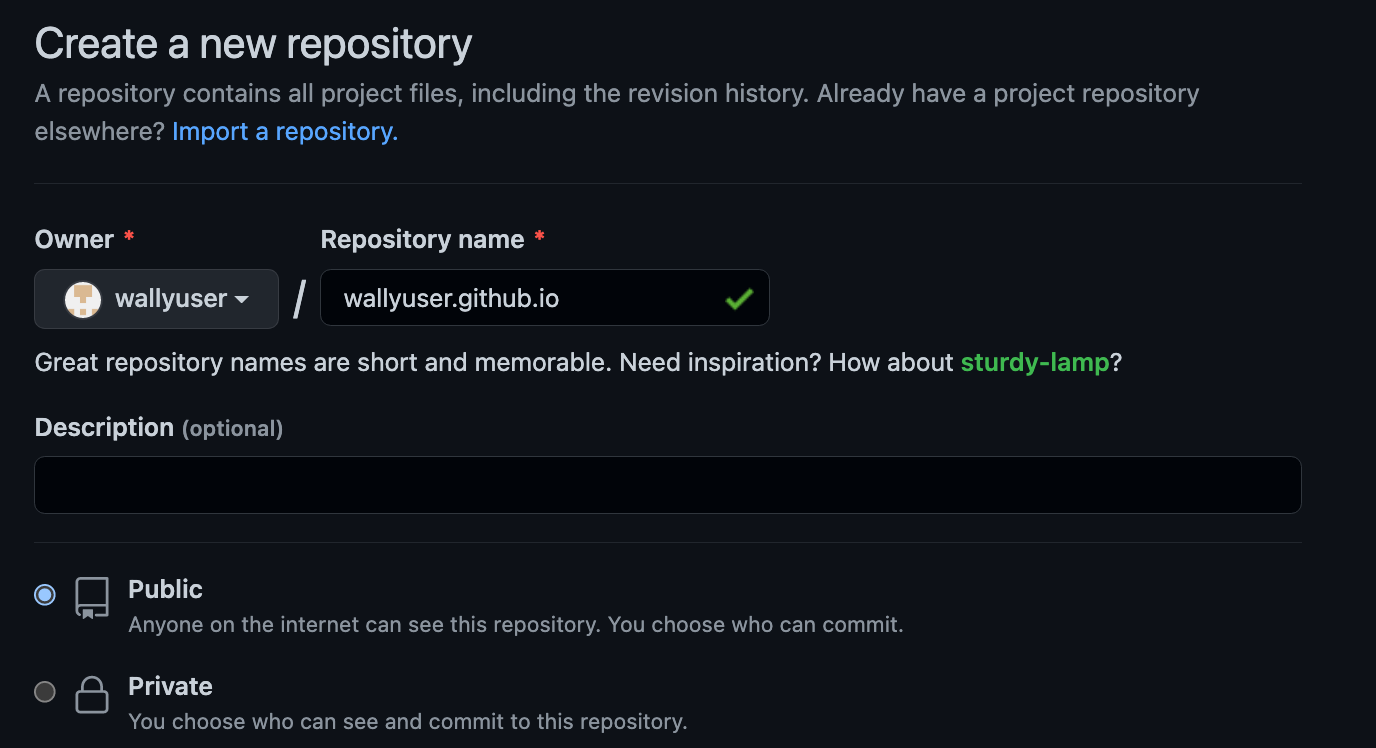 Create a new repository
A repository contains all project files, including the revision history. Already have a project repository
elsewhere? Import a repository.
Owner * Repository name *
wallyuser / wallyuser.github.io
Great repository names are short and memorable. Need inspiration? How about sturdy-lamp?
Description (optional)
Public
Anyone on the internet can see this repository. You choose who can commit.
Private
You choose who can see and commit to this repository.